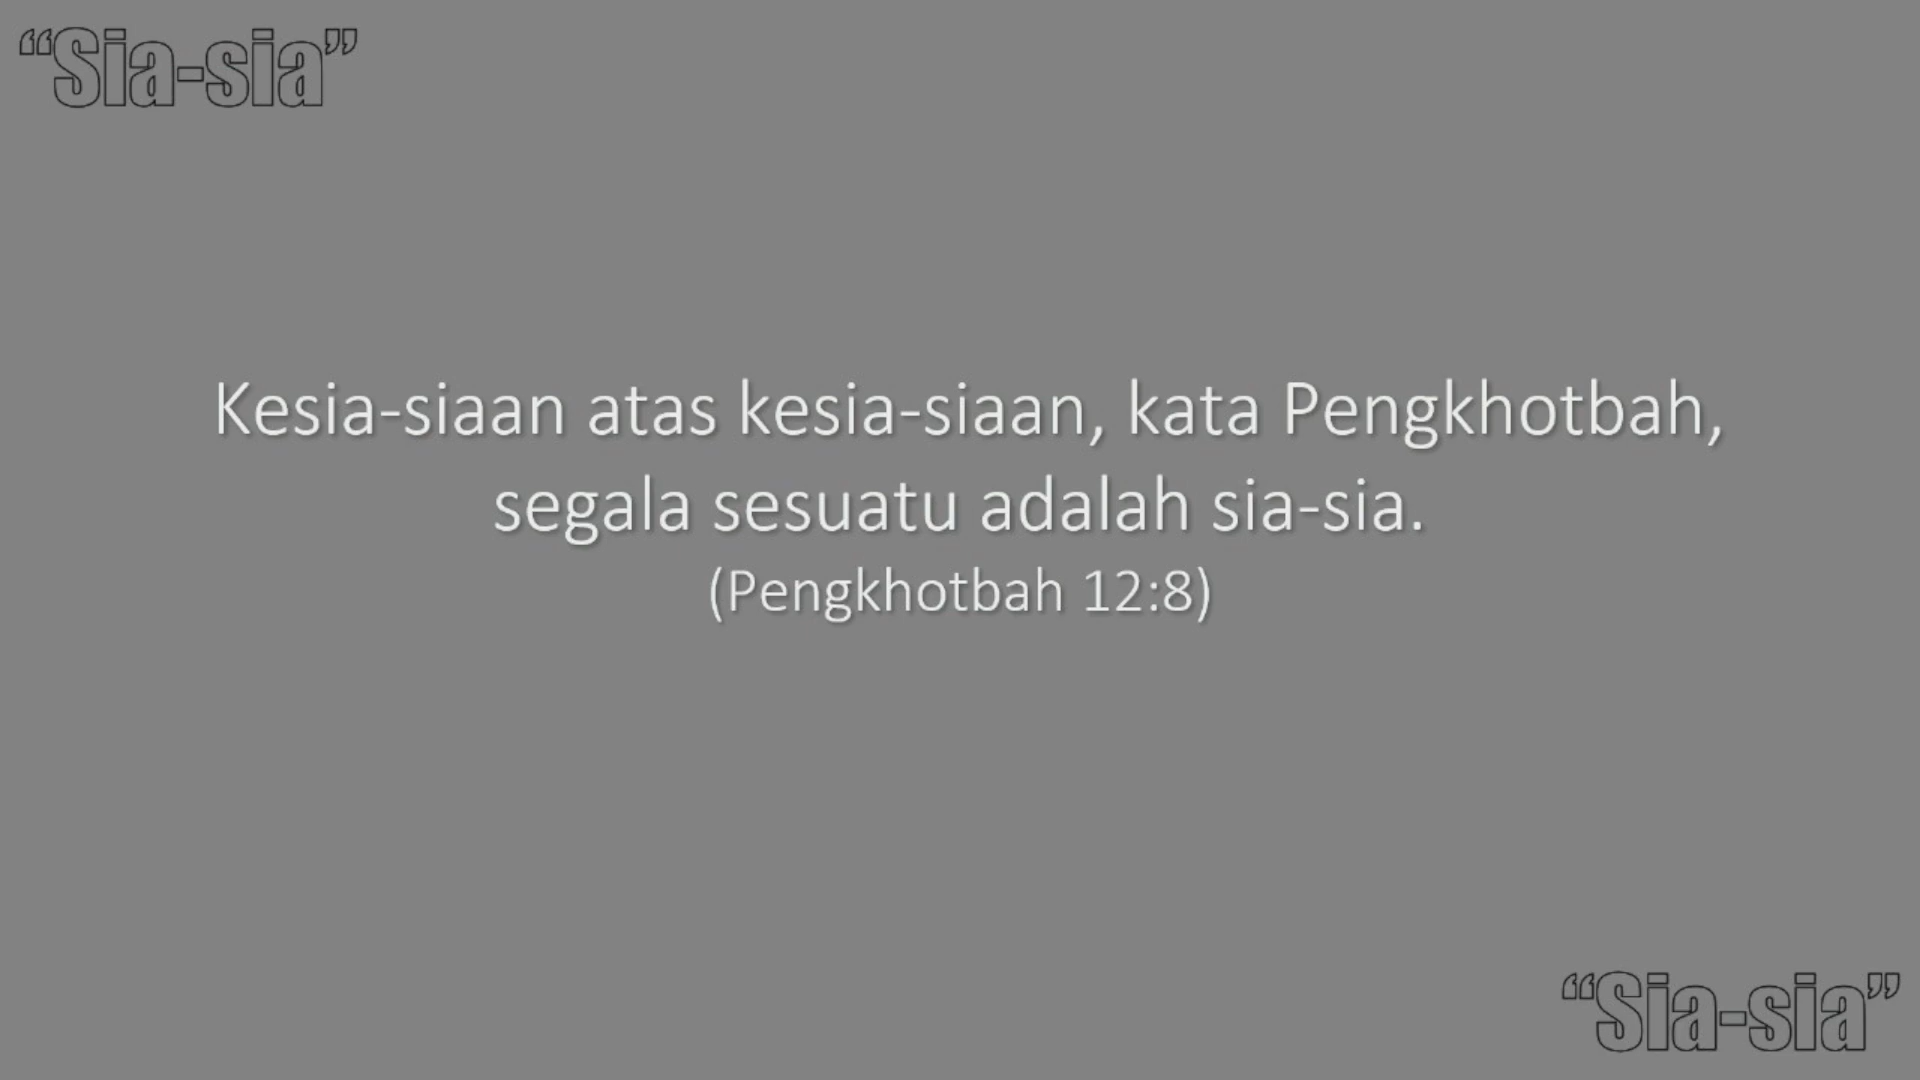 “Sia-sia”
Kesia-siaan atas kesia-siaan, kata Pengkhotbah,
segala sesuatu adalah sia-sia.
(Pengkhotbah 12:8)
“Sia-sia”